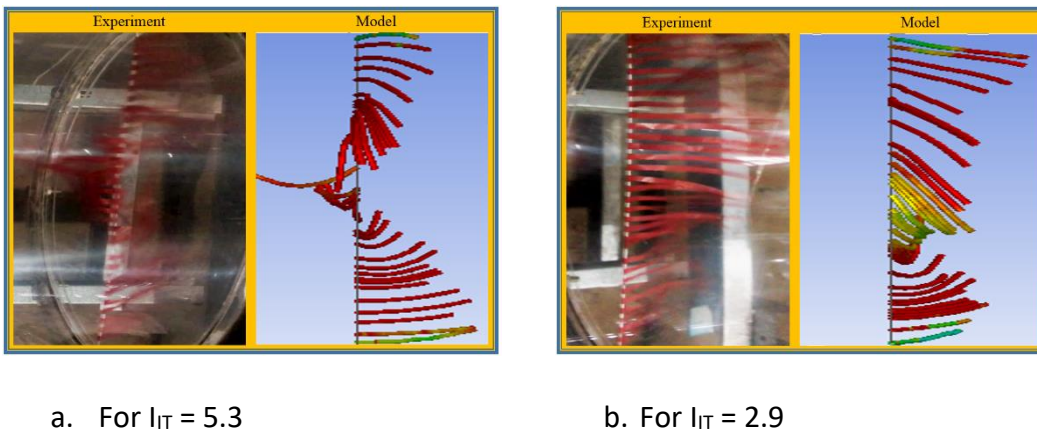 Experiment Model
Experiment Model
a. For IIT = 5.3
b. For IIT = 2.9